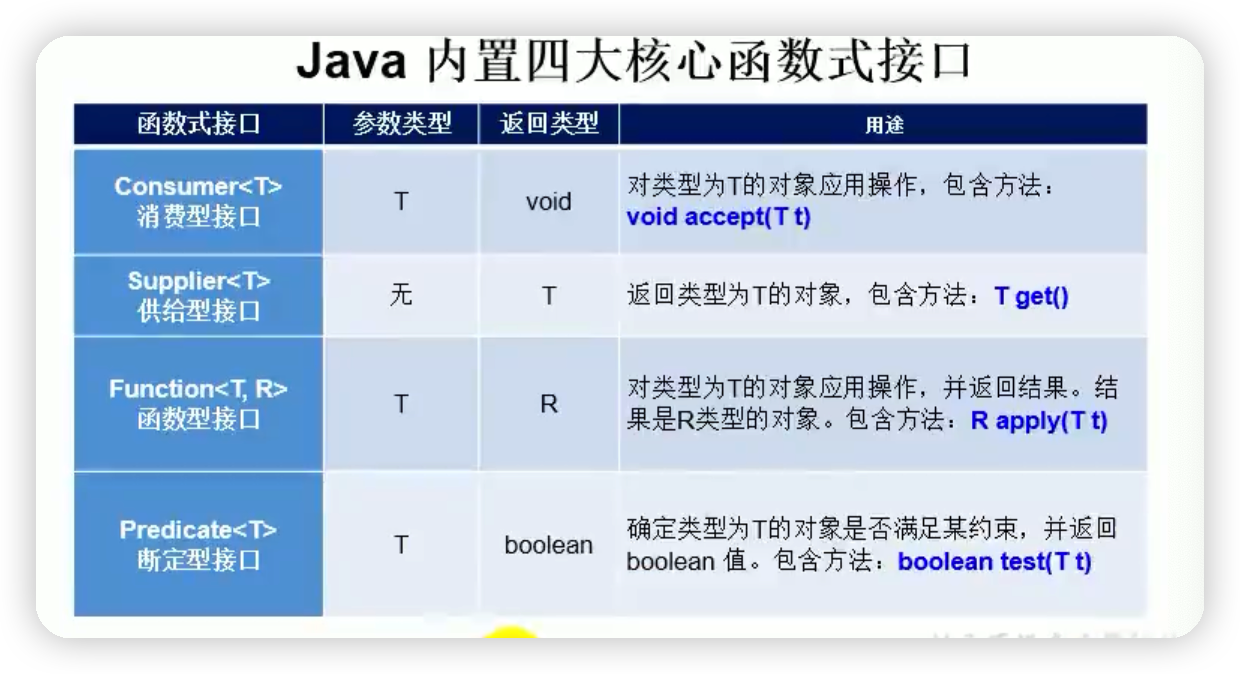 Java 内置四大核心函数式接口
函数式接口 参数类型 返回类型 用途
Consumer<T>
消费型接口
T
void
对类型为T的对象应用操作，包含方法：
void accept(T t)
Supplier<T>
供给型接口
无
T
返回类型为T的对象，包含方法：T get()
Function<T, R>
函数型接口
T
R
对类型为T的对象应用操作，并返回结果。结
果是R类型的对象。包含方法：R apply(T t)
Predicate<T>
断定型接口
T
boolean
确定类型为T的对象是否满足某约束，并返回
boolean 值。包含方法：boolean test(T t)